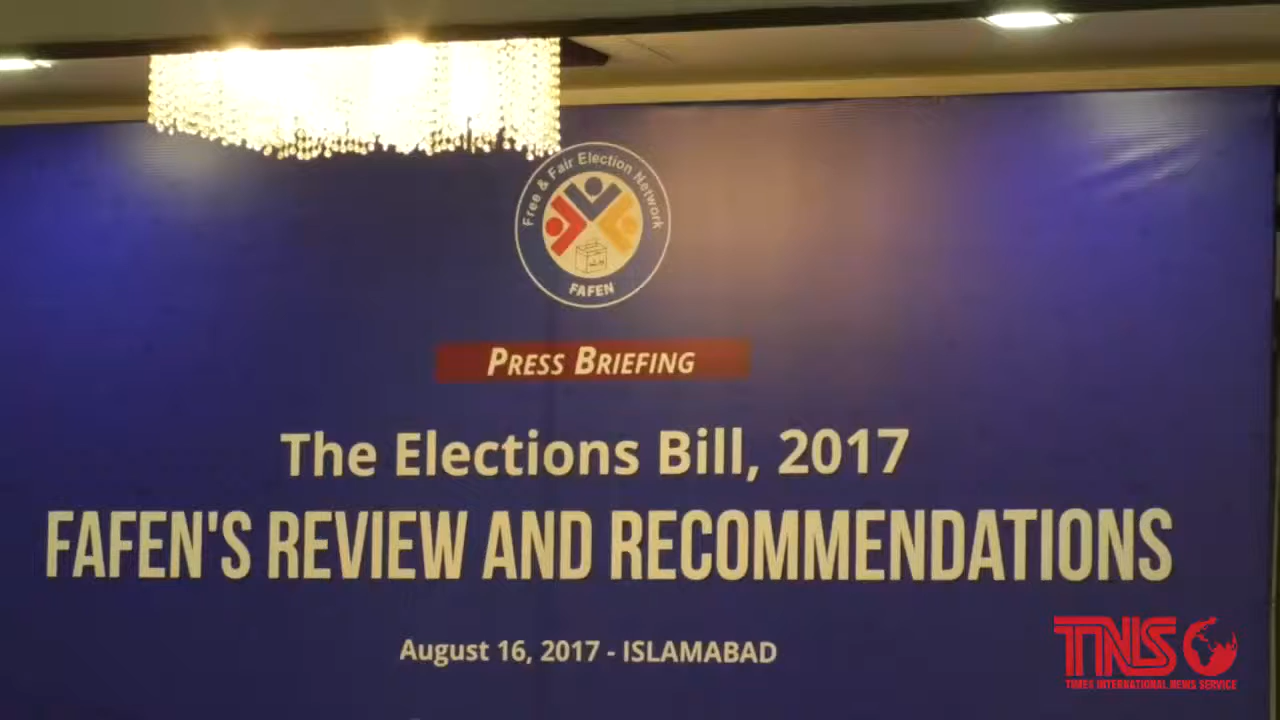 Free & Fair Election Network
FAFEN
PRESS BRIEFING
The Elections Bill, 2017
FAFEN'S REVIEW AND RECOMMENDATIONS
August 16, 2017 - ISLAMABAD
TNS
TIMES INTERNATIONAL NEWS SERVICE